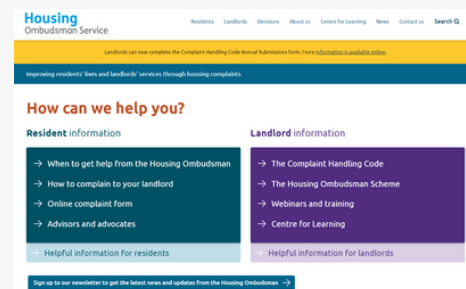 Housing
Ombudsman Service
Residents Landlords Decisions About us Centre for Learning News Contact us Search
Landlords can now complete the Complaint Handling Code Annual Submissions Form. More information is available online.
Improving residents' lives and landlords' services through housing complaints
How can we help you?
Resident information
→ When to get help from the Housing Ombudsman
→ How to complain to your landlord
→ Online complaint form
→ Advisors and advocates
→ Helpful information for residents
Landlord information
→ The Complaint Handling Code
→ The Housing Ombudsman Scheme
→ Webinars and training
→ Centre for Learning
→ Helpful information for landlords
Sign up to our newsletter to get the latest news and updates from the Housing Ombudsman →